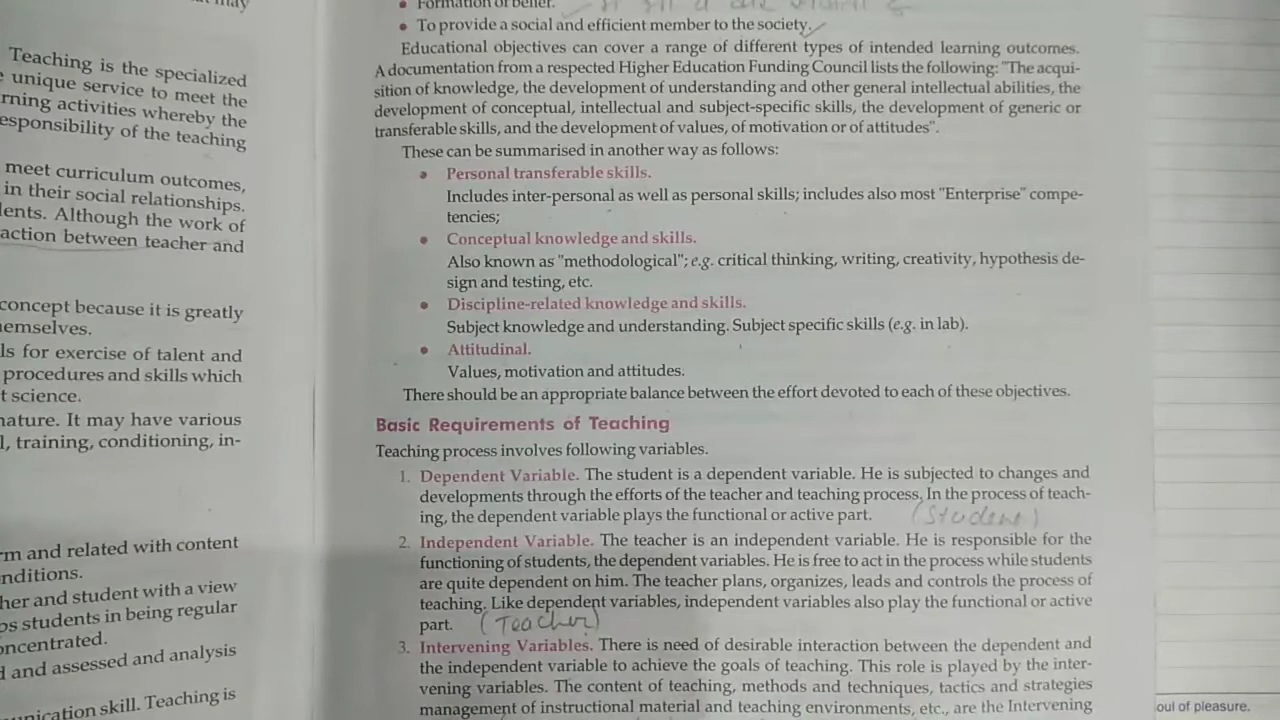 may
Teaching is the specialized
unique service to meet the
rning activities whereby the
esponsibility of the teaching
meet curriculum outcomes,
in their social relationships.
lents. Although the work of
action between teacher and
concept because it is greatly
emselves.
ls for exercise of talent and
procedures and skills which
t science.
nature. It may have various
l, training, conditioning, in-
rm and related with content
nditions.
her and student with a view
ps students in being regular
oncentrated.
d and assessed and analysis
unication skill. Teaching is
• Formation of belief.
• To provide a social and efficient member to the society.
Educational objectives can cover a range of different types of intended learning outcomes.
A documentation from a respected Higher Education Funding Council lists the following: "The acqui-
sition of knowledge, the development of understanding and other general intellectual abilities, the
development of conceptual, intellectual and subject-specific skills, the development of generic or
transferable skills, and the development of values, of motivation or of attitudes".
These can be summarised in another way as follows:
• Personal transferable skills.
Includes inter-personal as well as personal skills; includes also most "Enterprise" compe-
tencies;
• Conceptual knowledge and skills.
Also known as "methodological"; e.g. critical thinking, writing, creativity, hypothesis de-
sign and testing, etc.
• Discipline-related knowledge and skills.
Subject knowledge and understanding. Subject specific skills (e.g. in lab).
• Attitudinal.
Values, motivation and attitudes.
There should be an appropriate balance between the effort devoted to each of these objectives.
Basic Requirements of Teaching
Teaching process involves following variables.
1. Dependent Variable. The student is a dependent variable. He is subjected to changes and
developments through the efforts of the teacher and teaching process. In the process of teach-
ing, the dependent variable plays the functional or active part. (Student)
2. Independent Variable. The teacher is an independent variable. He is responsible for the
functioning of students, the dependent variables. He is free to act in the process while students
are quite dependent on him. The teacher plans, organizes, leads and controls the process of
teaching. Like dependent variables, independent variables also play the functional or active
part. (Teacher)
3. Intervening Variables. There is need of desirable interaction between the dependent and
the independent variable to achieve the goals of teaching. This role is played by the inter-
vening variables. The content of teaching, methods and techniques, tactics and strategies
management of instructional material and teaching environments, etc., are the Intervening
oul of pleasure.